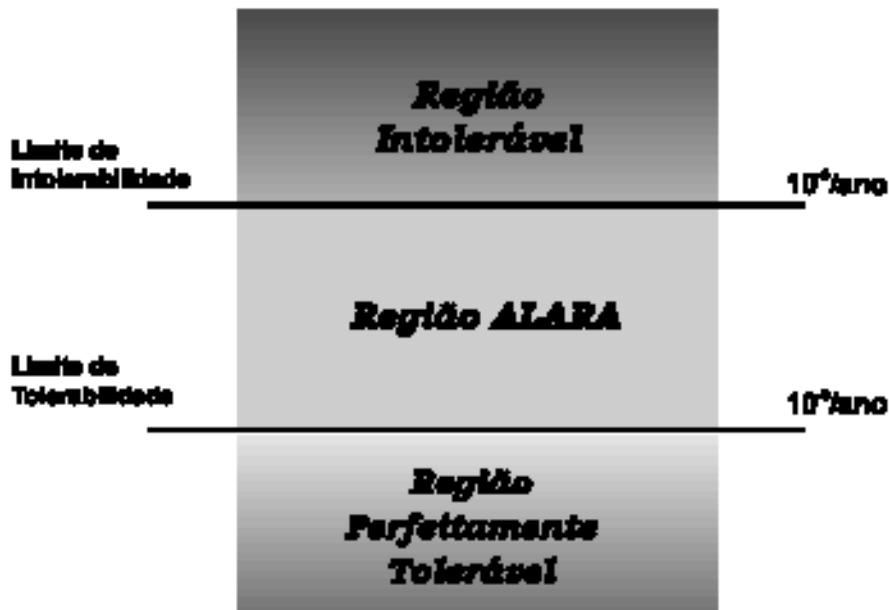 Região
Intolerável
Limite de
Intolerabilidade
Região ALARA
Limite de
Tolerabilidade
Região
Perfeitamente
Tolerável